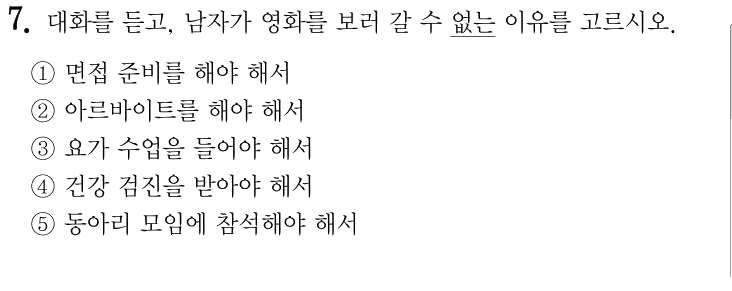 7. 대화를 듣고, 남자가 영화를 보러 갈 수 없는 이유를 고르시오.
① 면접 준비를 해야 해서
② 아르바이트를 해야 해서
③ 요가 수업을 들어야 해서
④ 건강 검진을 받아야 해서
⑤ 동아리 모임에 참석해야 해서